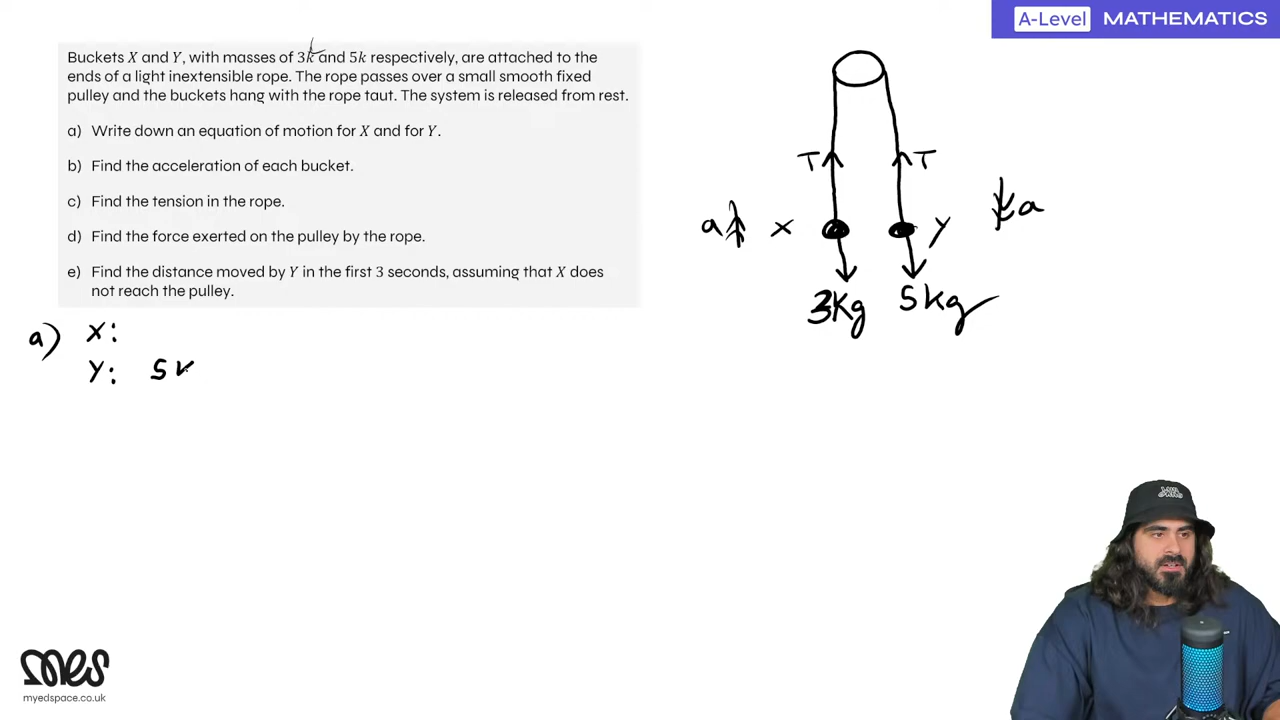 A-Level MATHEMATICS
Buckets X and Y, with masses of 3k and 5k respectively, are attached to the
ends of a light inextensible rope. The rope passes over a small smooth fixed
pulley and the buckets hang with the rope taut. The system is released from rest.
a) Write down an equation of motion for X and for Y.
b) Find the acceleration of each bucket.
c) Find the tension in the rope.
d) Find the force exerted on the pulley by the rope.
e) Find the distance moved by Y in the first 3 seconds, assuming that X does
not reach the pulley.
T T
a X Y a
3kg 5kg
a) X:
Y: 5k
mes
myedspace.co.uk